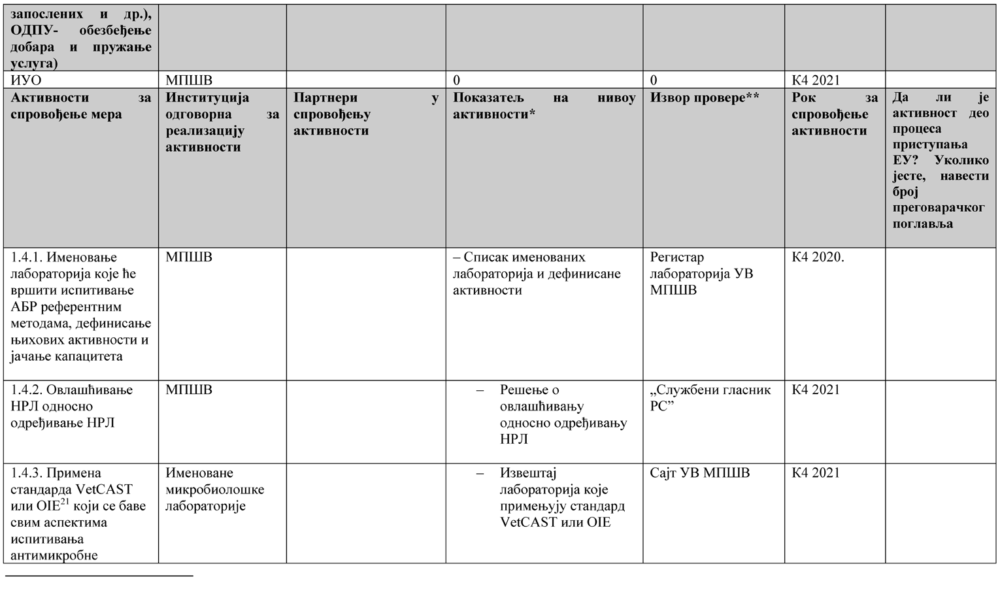 запослених и др.),
ОДПУ- обезбеђење
добара и пружање
услуга)
ИУО
МПШВ
0
0
К4 2021
Активности за
спровођење мера
Институција
одговорна за
реализацију
активности
Партнери у
спровођењу
активности
Показатељ на нивоу
активности*
Извор провере**
Рок за
спровођење
активности
Да ли је
активност део
процеса
приступања
ЕУ? Уколико
јесте, навести
број
преговарачког
поглавља
1.4.1. Именовање
лабораторија које ће
вршити испитивање
АБР референтним
методама, дефинисање
њихових активности и
јачање капацитета
МПШВ
– Списак именованих
лабораторија и дефинисане
активности
Регистар
лабораторија УВ
МПШВ
К4 2020.
1.4.2. Овлашћивање
НРЛ односно
одређивање НРЛ
МПШВ
– Решење о
овлашћивању
односно одређивању
НРЛ
„Службени гласник
РС”
К4 2021
1.4.3. Примена
стандарда VetCAST
или OIE21 који се баве
свим аспектима
испитивања
антимикробне
Именоване
микробиолошке
лабораторије
– Извештај
лабораторија које
примењују стандард
VetCAST или OIE
Сајт УВ МПШВ
К4 2021